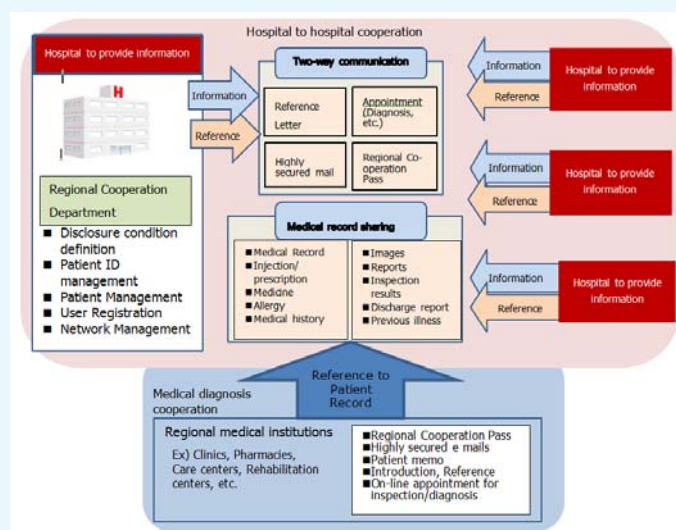 Hospital to hospital cooperation
Hospital to provide information
H
Regional Cooperation
Department
■ Disclosure condition
definition
■ Patient ID
management
■ Patient Management
■ User Registration
■ Network Management
Information
Reference
Two-way communication
Reference
Letter
Appointment
(Diagnosis,
etc.)
Highly
secured mail
Regional Co-
operation
Pass
Medical record sharing
■ Medical Record
■ Injection/
prescription
■ Medicine
■ Allergy
■ Medical history
■ Images
■ Reports
■ Inspection
results
■ Discharge report
■ Previous illness
Information
Reference
Hospital to provide
information
Information
Reference
Hospital to provide
information
Information
Reference
Hospital to provide
information
Reference to
Patient
Record
Medical diagnosis
cooperation
Regional medical institutions
Ex) Clinics, Pharmacies,
Care centers, Rehabilitation
centers, etc.
■ Regional Cooperation Pass
■ Highly secured e mails
■ Patient memo
■ Introduction, Reference
■ On-line appointment for
inspection/diagnosis